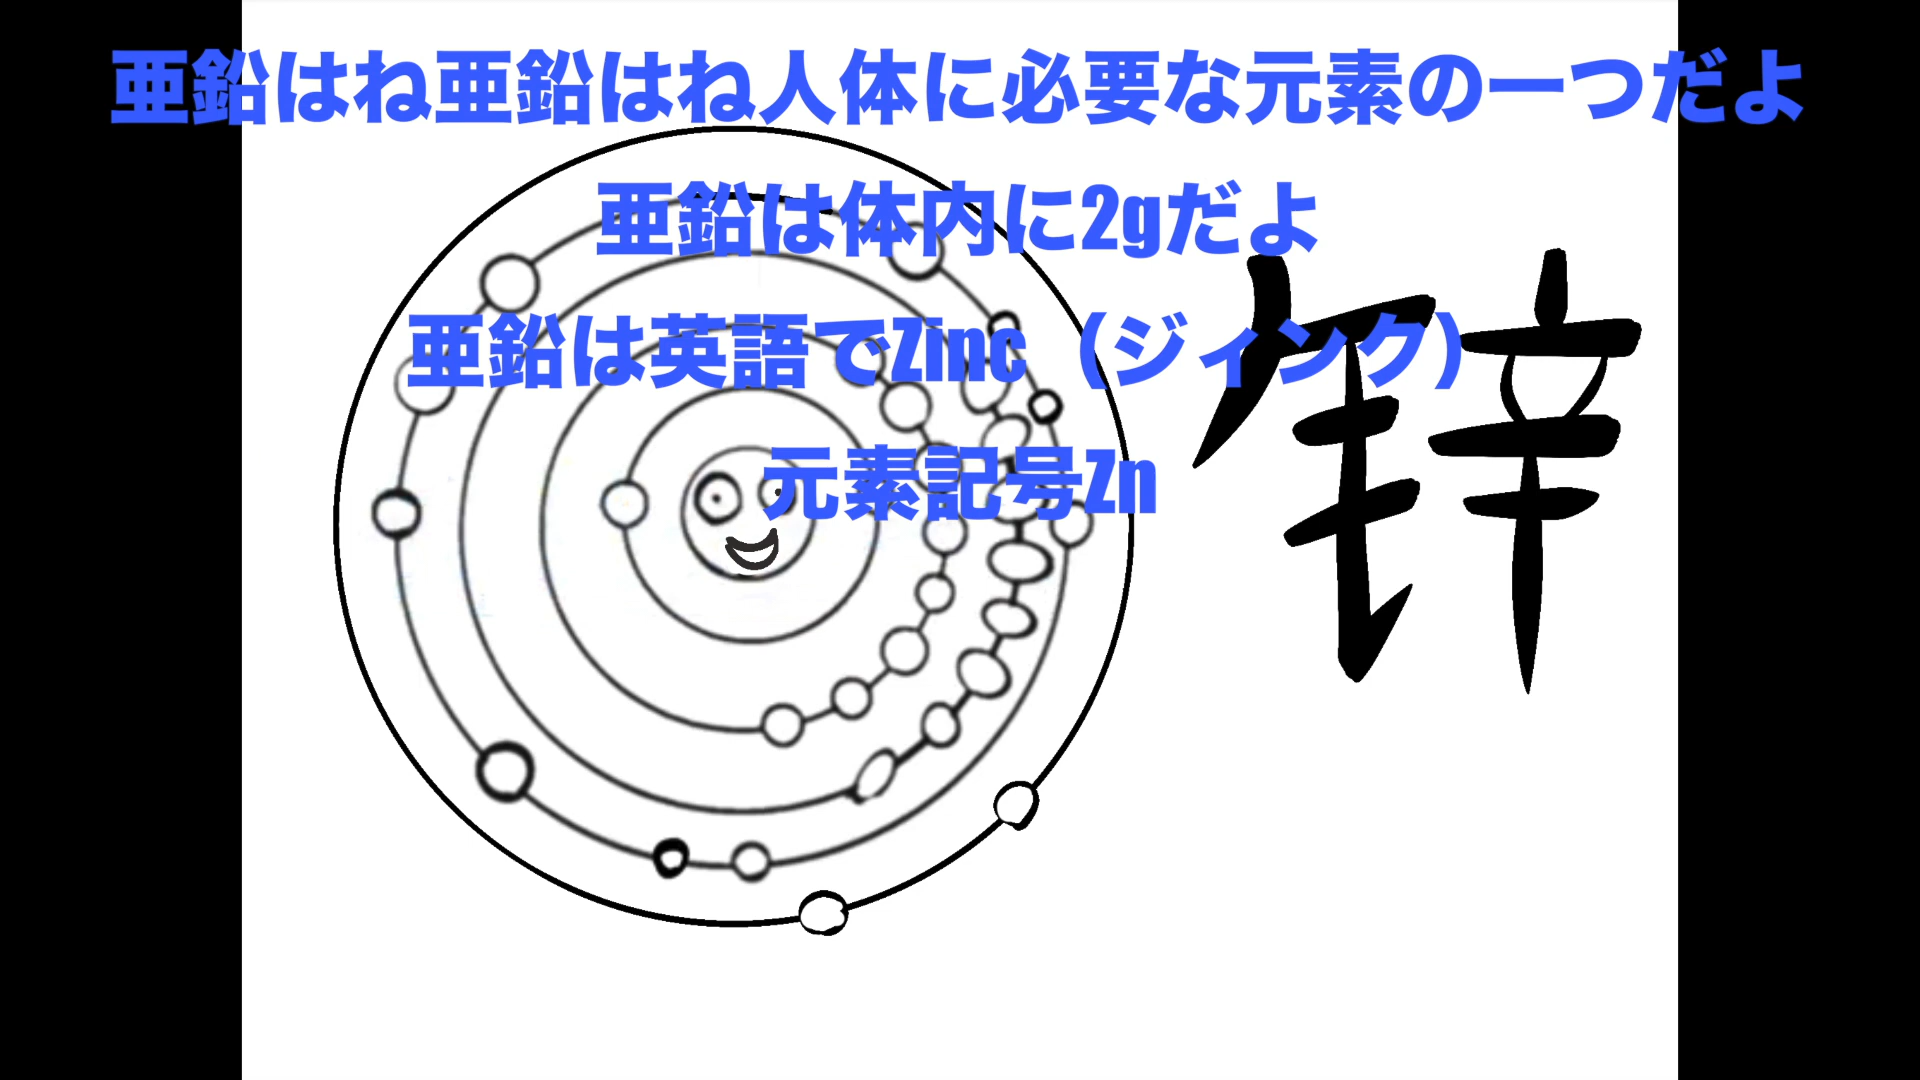 亜鉛はね亜鉛はね人体に必要な元素の一つだよ
亜鉛は体内に2gだよ
亜鉛は英語でZinc（ジィンク）
元素記号Zn
锌